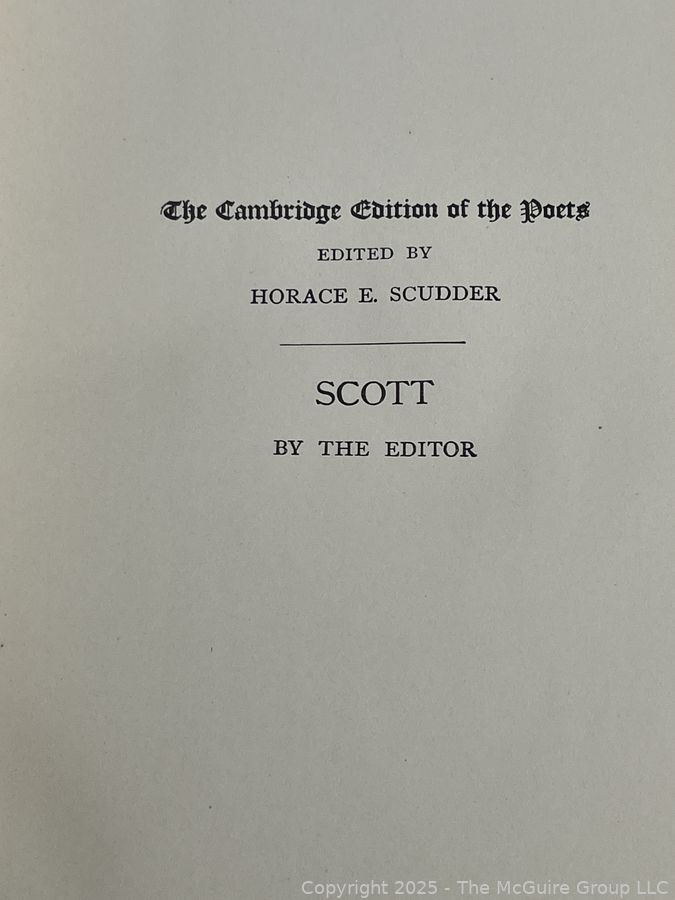 The Cambridge Edition of the Poets
EDITED BY
HORACE E. SCUDDER
SCOTT
BY THE EDITOR
Copyright 2025 - The McGuire Group LLC